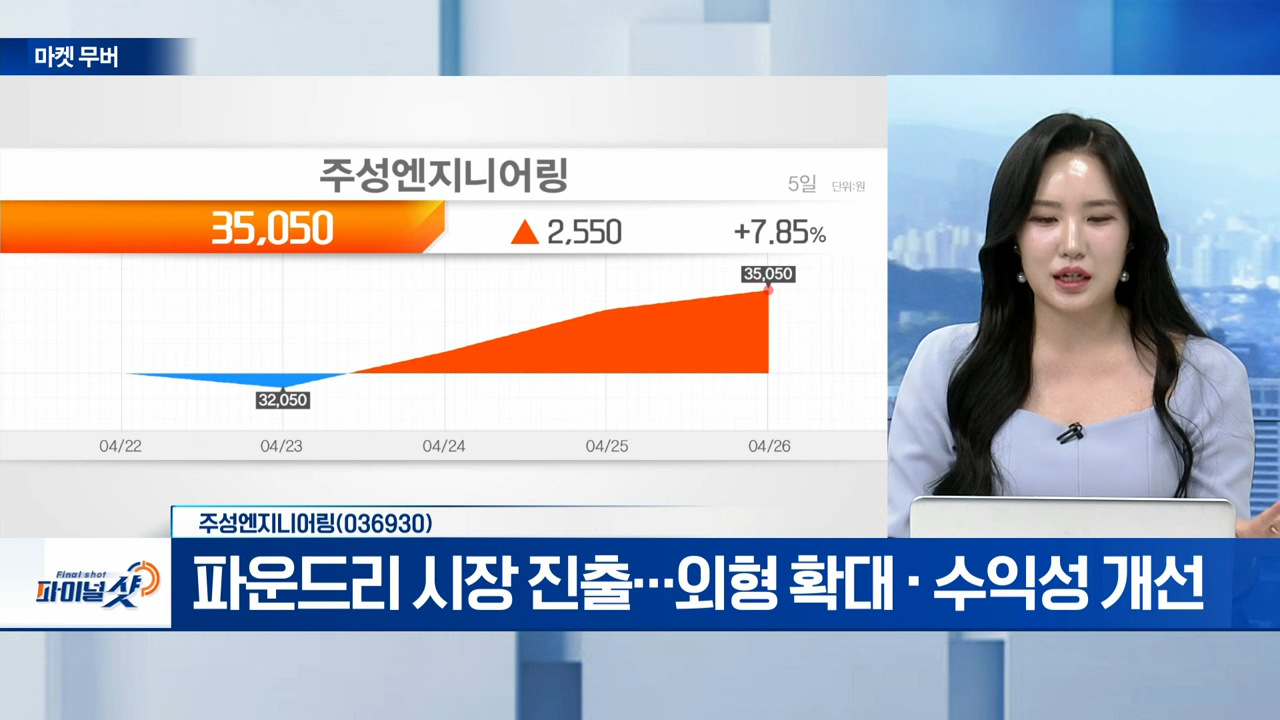 마켓 무버
주성엔지니어링
5일 단위:원
35,050 ▲ 2,550 +7.85%
35,050
32,050
04/22 04/23 04/24 04/25 04/26
주성엔지니어링(036930)
Final shot
파이널샷
파운드리 시장 진출…외형 확대·수익성 개선